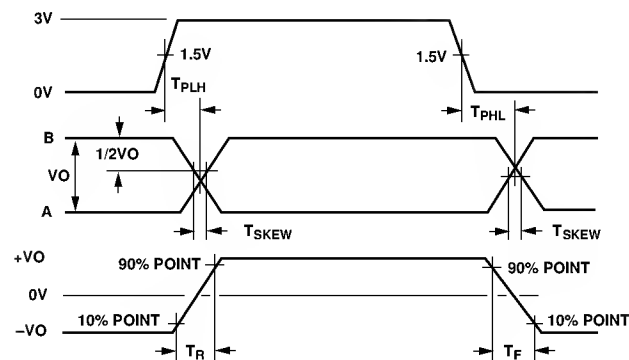 3V
1.5V
1.5V
TPLH
TPHL
0V
B
1/2VO
VO
A
TSKEW
TSKEW
+VO
90% POINT
90% POINT
0V
10% POINT
10% POINT
–VO
TR
TF